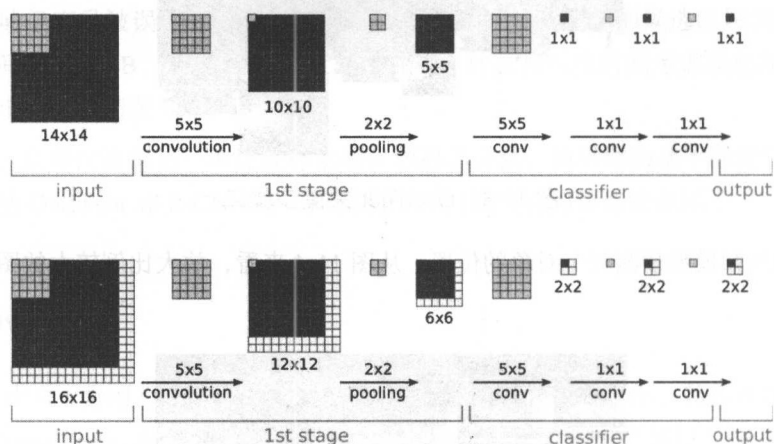 1x1 1x1 1x1
5x5
10x10
14x14
5x5 2x2 5x5 1x1 1x1
convolution pooling conv conv conv
input 1st stage classifier output
2x2 2x2 2x2
6x6
12x12
16x16
5x5 2x2 5x5 1x1 1x1
convolution pooling conv conv conv
input 1st stage classifier output